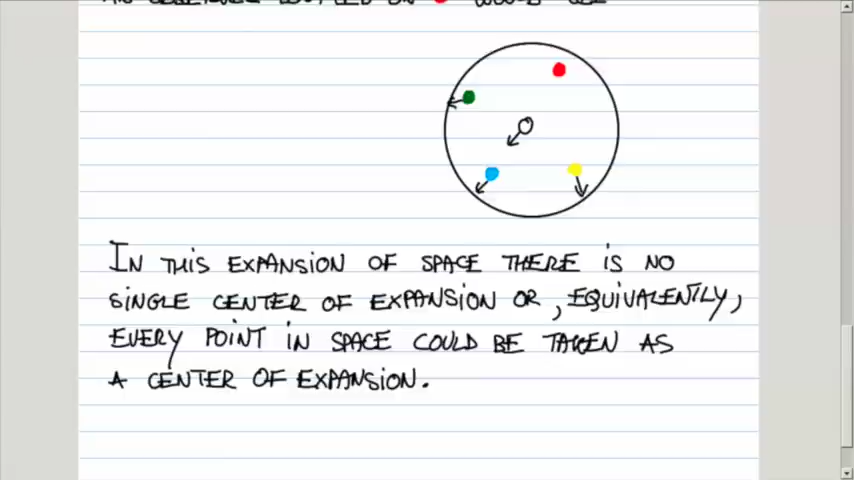 IN THIS EXPANSION OF SPACE THERE IS NO
SINGLE CENTER OF EXPANSION OR, EQUIVALENTLY,
EVERY POINT IN SPACE COULD BE TAKEN AS
A CENTER OF EXPANSION.